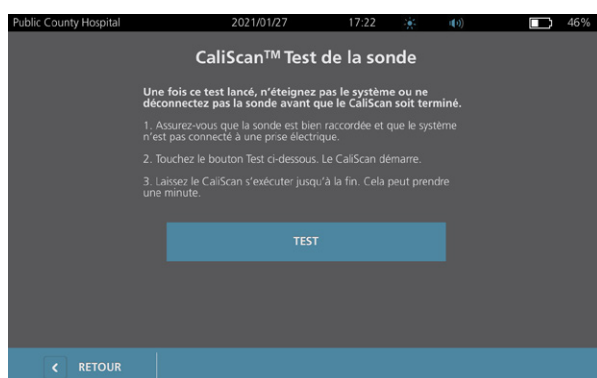 Public County Hospital 2021/01/27 17:22 46%
CaliScan™ Test de la sonde
Une fois ce test lancé, n’éteignez pas le système ou ne
déconnectez pas la sonde avant que le CaliScan soit terminé.
1. Assurez-vous que la sonde est bien raccordée et que le système
n’est pas connecté à une prise électrique.
2. Touchez le bouton Test ci-dessous. Le CaliScan démarre.
3. Laissez le CaliScan s’exécuter jusqu’à la fin. Cela peut prendre
une minute.
TEST
RETOUR